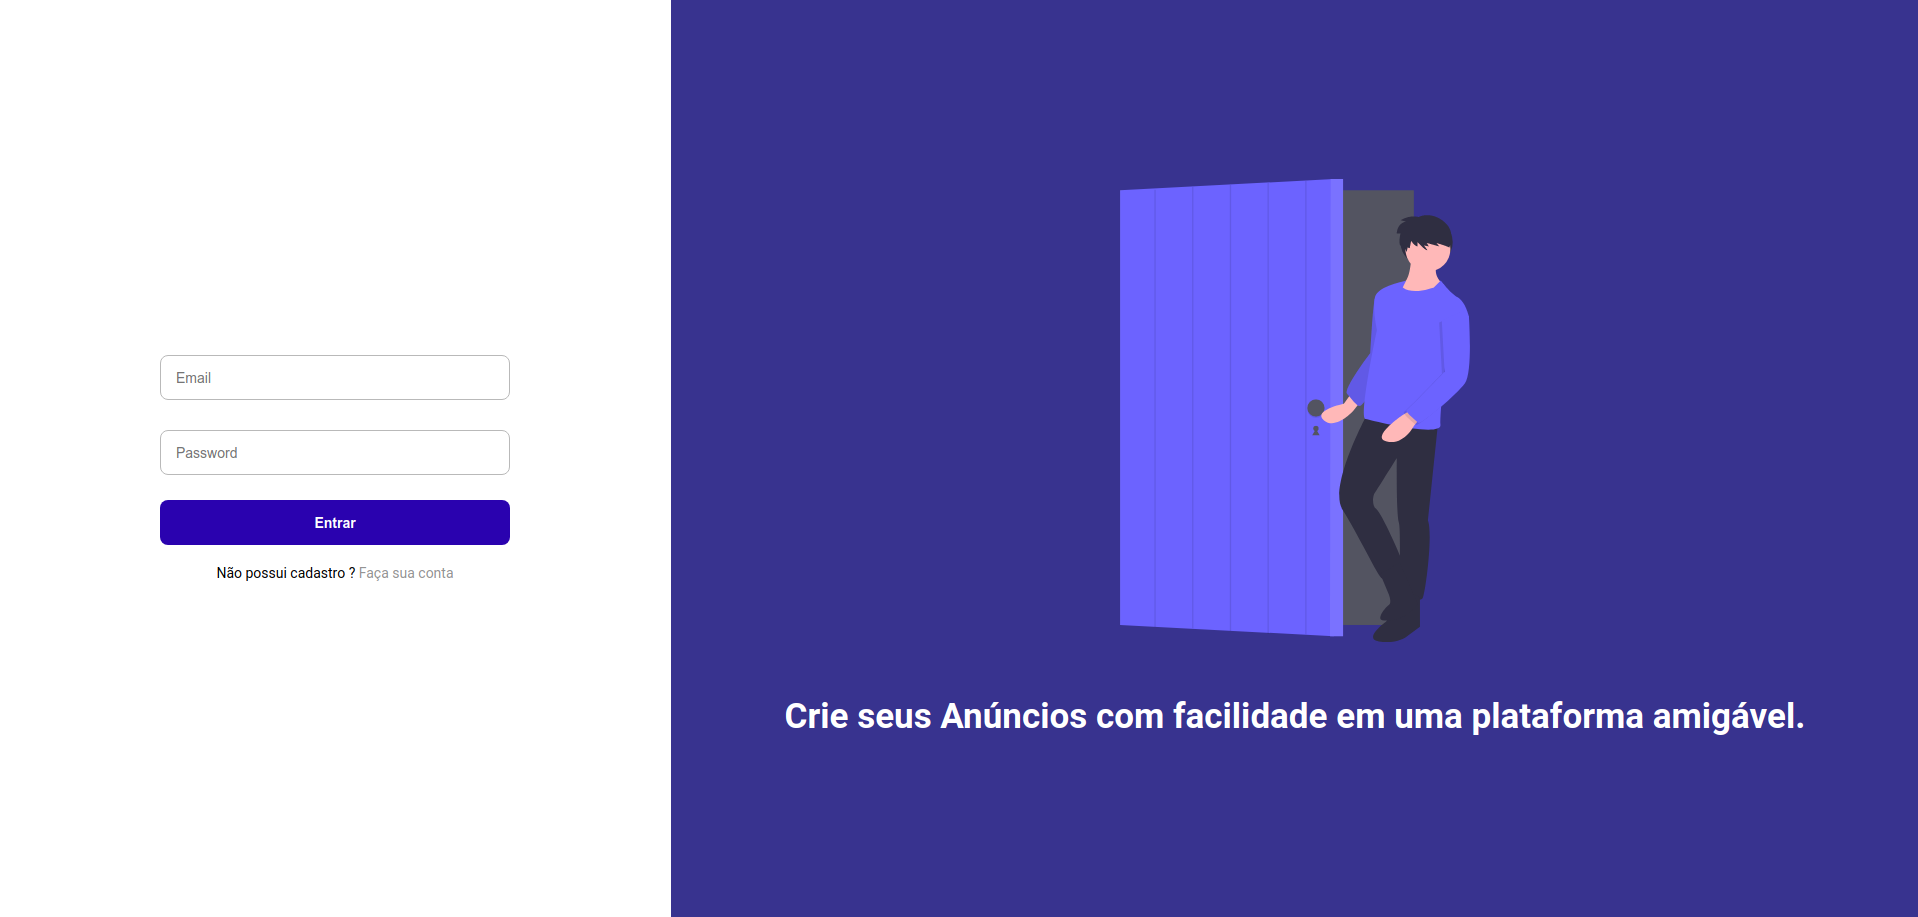 Email
Password
Entrar
Não possui cadastro ? Faça sua conta
Crie seus Anúncios com facilidade em uma plataforma amigável.